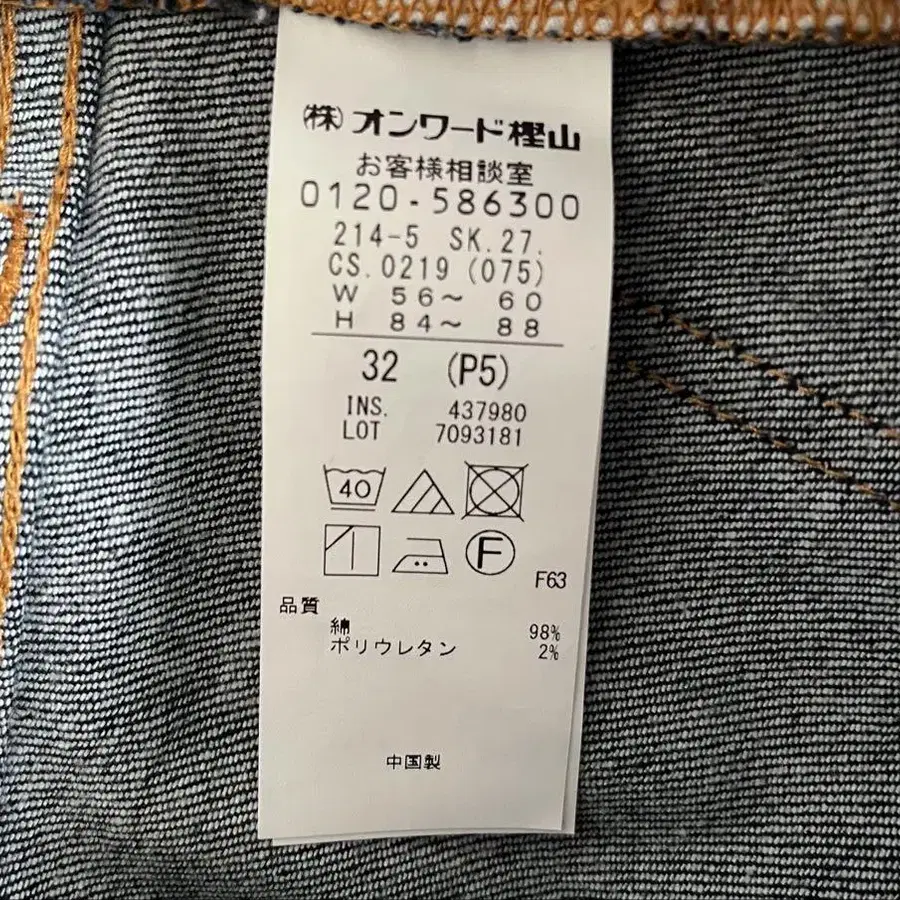 ㈱オンワード樫山
お客様相談室
0120-586300
214-5 SK.27.
CS.0219 (075)
W 56～ 60
H 84～ 88
32 (P5)
INS. 437980
LOT 7093181
40
F
F63
品質
綿 98%
ポリウレタン 2%
中国製